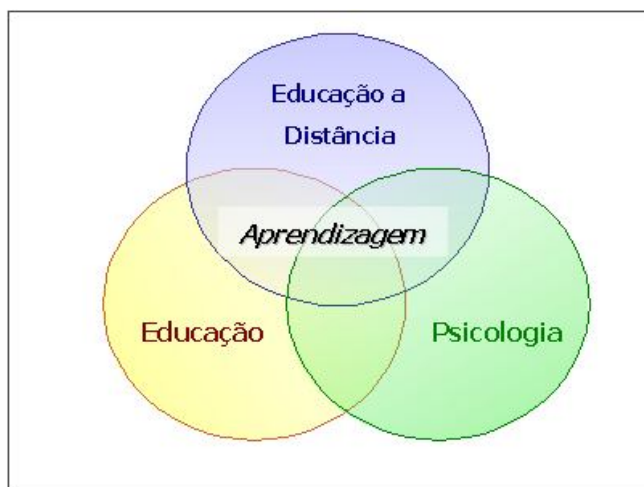 Educação a
Distância
Aprendizagem
Educação
Psicologia